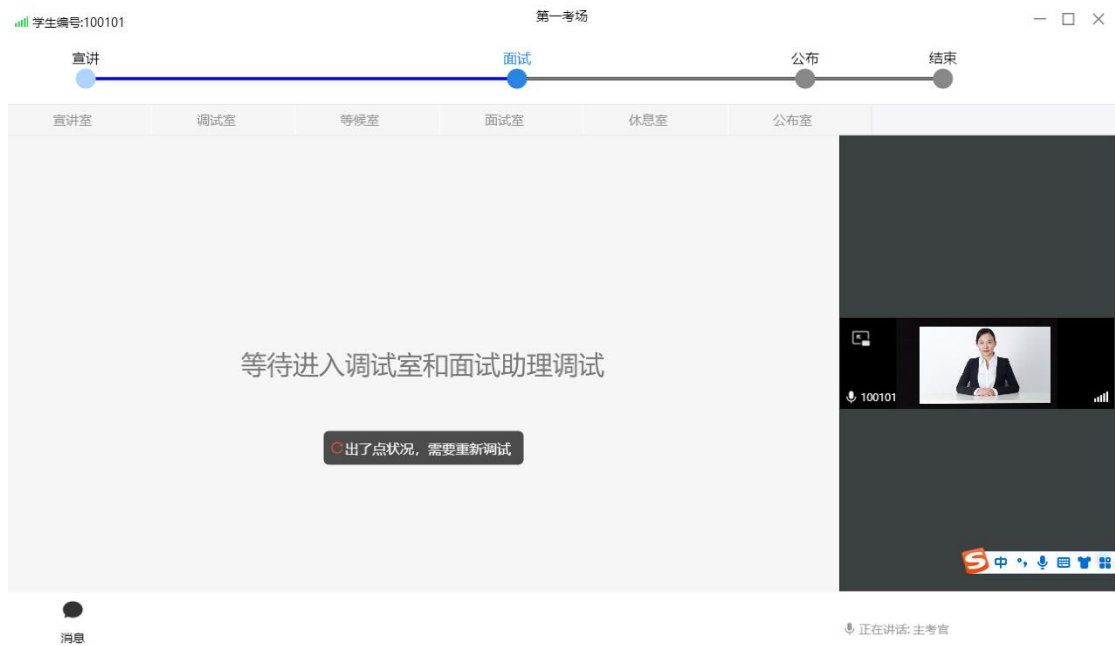 学生编号:100101
第一考场
宣讲
面试
公布
结束
宣讲室
调试室
等候室
面试室
休息室
公布室
等待进入调试室和面试助理调试
出了点状况，需要重新调试
100101
中
消息
正在讲话: 主考官